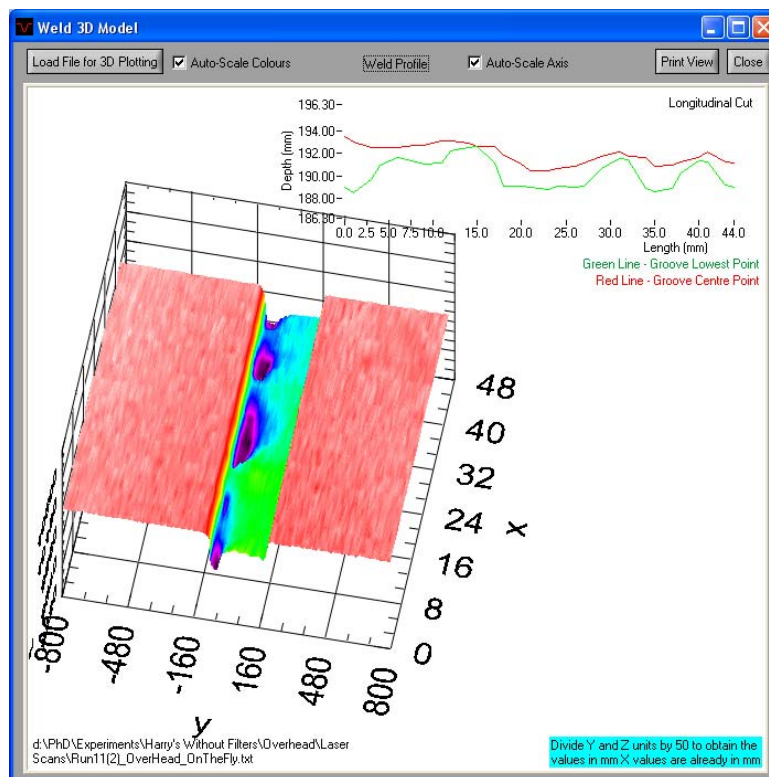 Weld 3D Model
Load File for 3D Plotting
Auto-Scale Colours
Weld Profile
Auto-Scale Axis
Print View
Close
Longitudinal Cut
Depth (mm)
196.30
194.00
192.00
190.00
188.00
186.30
0.0 2.5 5.0 7.5 10.0 15.0 20.0 25.0 30.0 35.0 40.0 44.0
Length (mm)
Green Line - Groove Lowest Point
Red Line - Groove Centre Point
48
40
32
24
16
8
0
x
-800 -480 -160 160 480 800
y
d:\PhD\Experiments\Harry's Without Filters\Overhead\Laser
Scans\Run11(2)_OverHead_OnTheFly.txt
Divide Y and Z units by 50 to obtain the
values in mm X values are already in mm